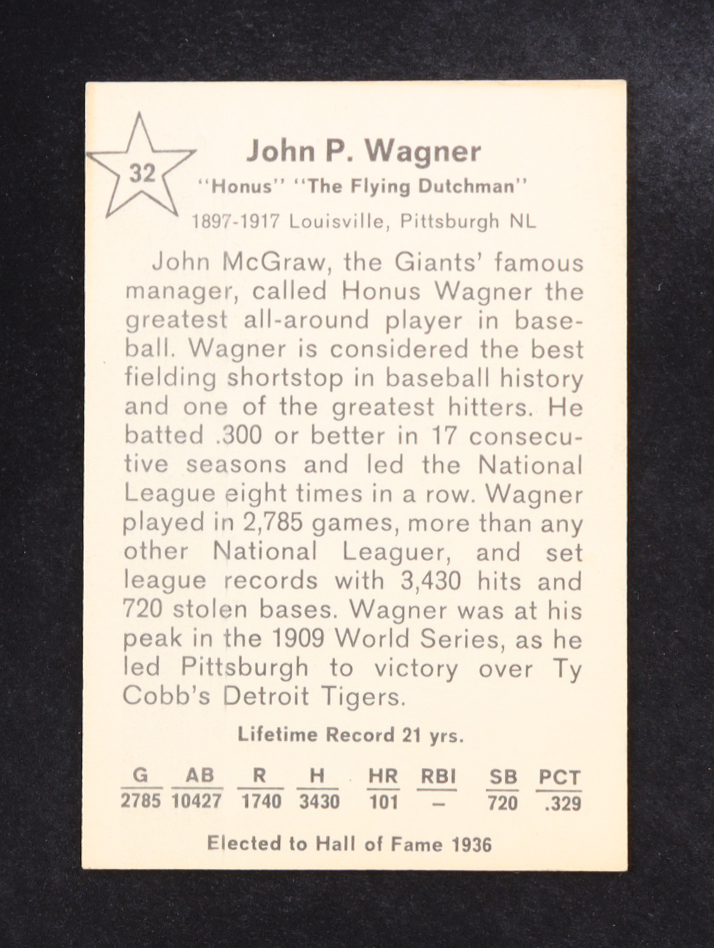 32
John P. Wagner
"Honus" "The Flying Dutchman"
1897-1917 Louisville, Pittsburgh NL
John McGraw, the Giants' famous
manager, called Honus Wagner the
greatest all-around player in base-
ball. Wagner is considered the best
fielding shortstop in baseball history
and one of the greatest hitters. He
batted .300 or better in 17 consecu-
tive seasons and led the National
League eight times in a row. Wagner
played in 2,785 games, more than any
other National Leaguer, and set
league records with 3,430 hits and
720 stolen bases. Wagner was at his
peak in the 1909 World Series, as he
led Pittsburgh to victory over Ty
Cobb's Detroit Tigers.
Lifetime Record 21 yrs.
G AB R H HR RBI SB PCT
2785 10427 1740 3430 101 – 720 .329
Elected to Hall of Fame 1936